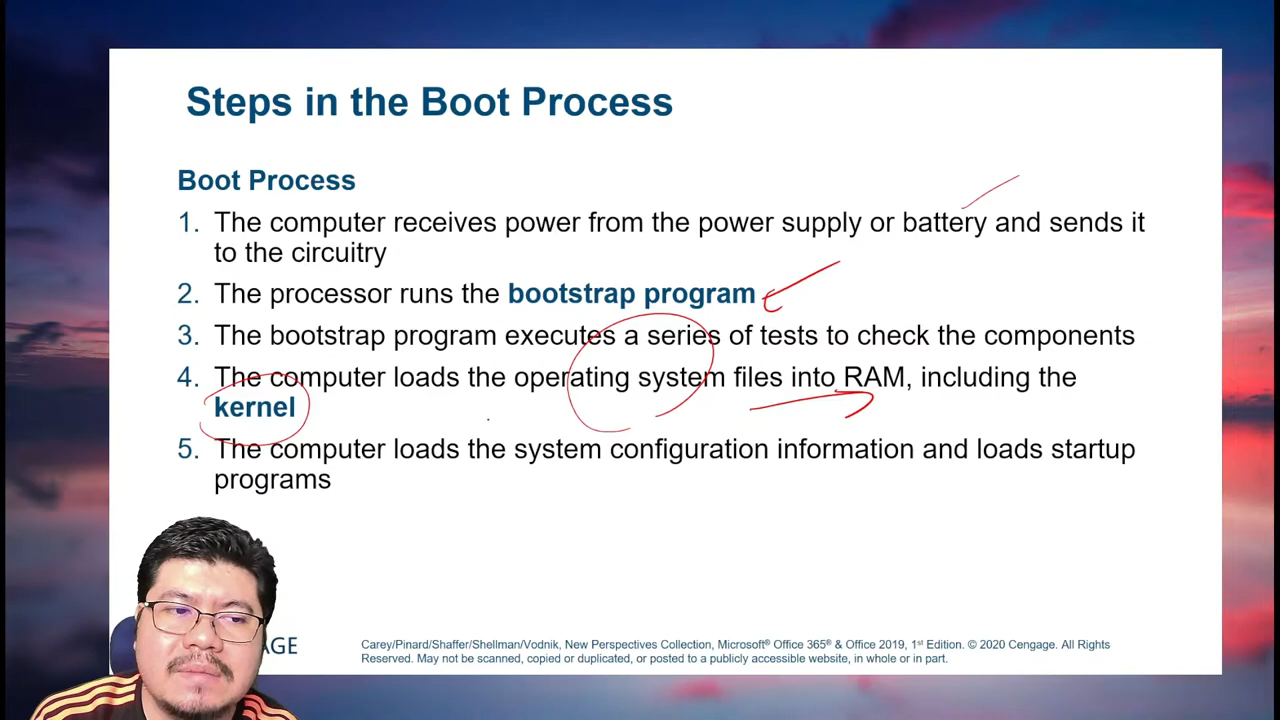 Steps in the Boot Process
Boot Process
1. The computer receives power from the power supply or battery and sends it
to the circuitry
2. The processor runs the bootstrap program
3. The bootstrap program executes a series of tests to check the components
4. The computer loads the operating system files into RAM, including the
kernel
5. The computer loads the system configuration information and loads startup
programs
AGE
Carey/Pinard/Shaffer/Shellman/Vodnik, New Perspectives Collection, Microsoft® Office 365® & Office 2019, 1st Edition. © 2020 Cengage. All Rights
Reserved. May not be scanned, copied or duplicated, or posted to a publicly accessible website, in whole or in part.